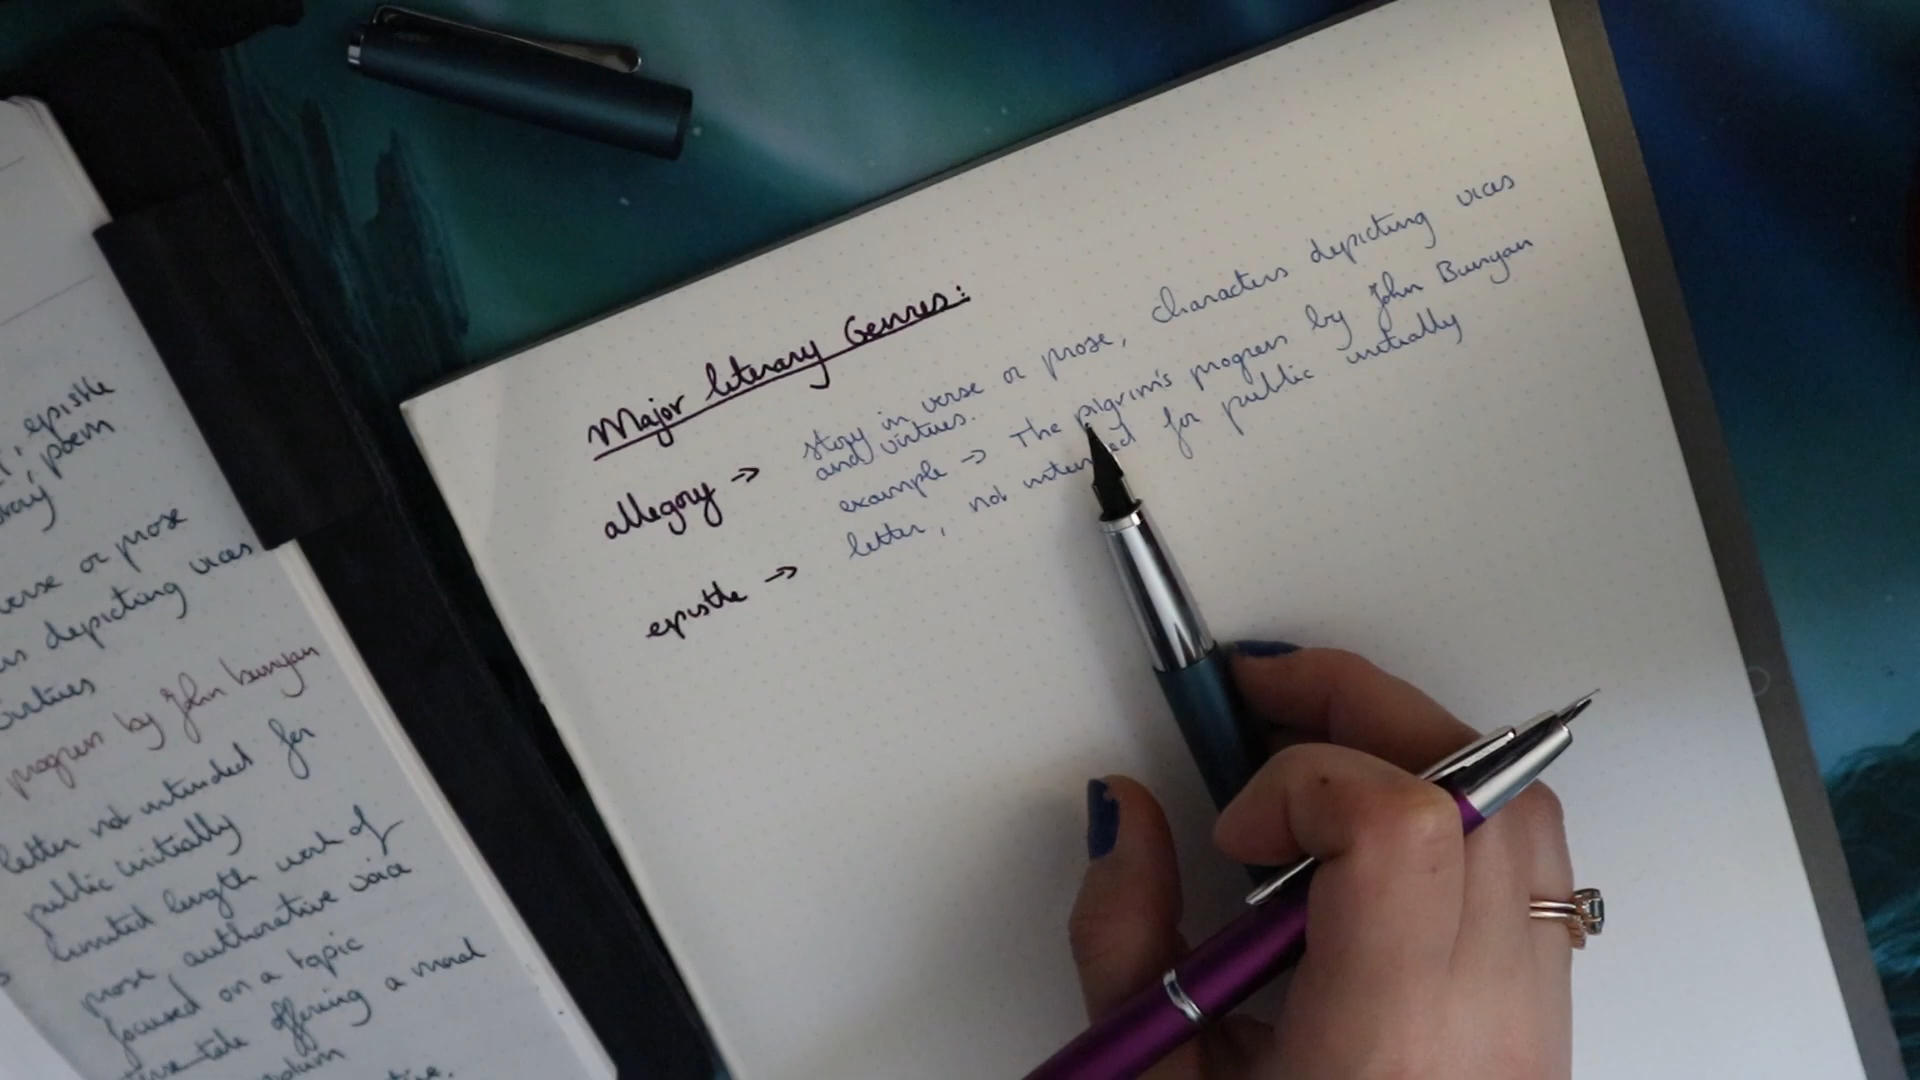 Major literary Genres:
allegory → story in verse or prose, characters depicting vices
and virtues.
example → The pilgrim's progress by John Bunyan
epistle → letter, not intended for public initially
, epistle
, poem
verse or prose
depicting vices
virtues
progress by John bunyan
letter not intended for
public initially
limited length work of
prose authorative voice
focused on a topic
tale offering a moral